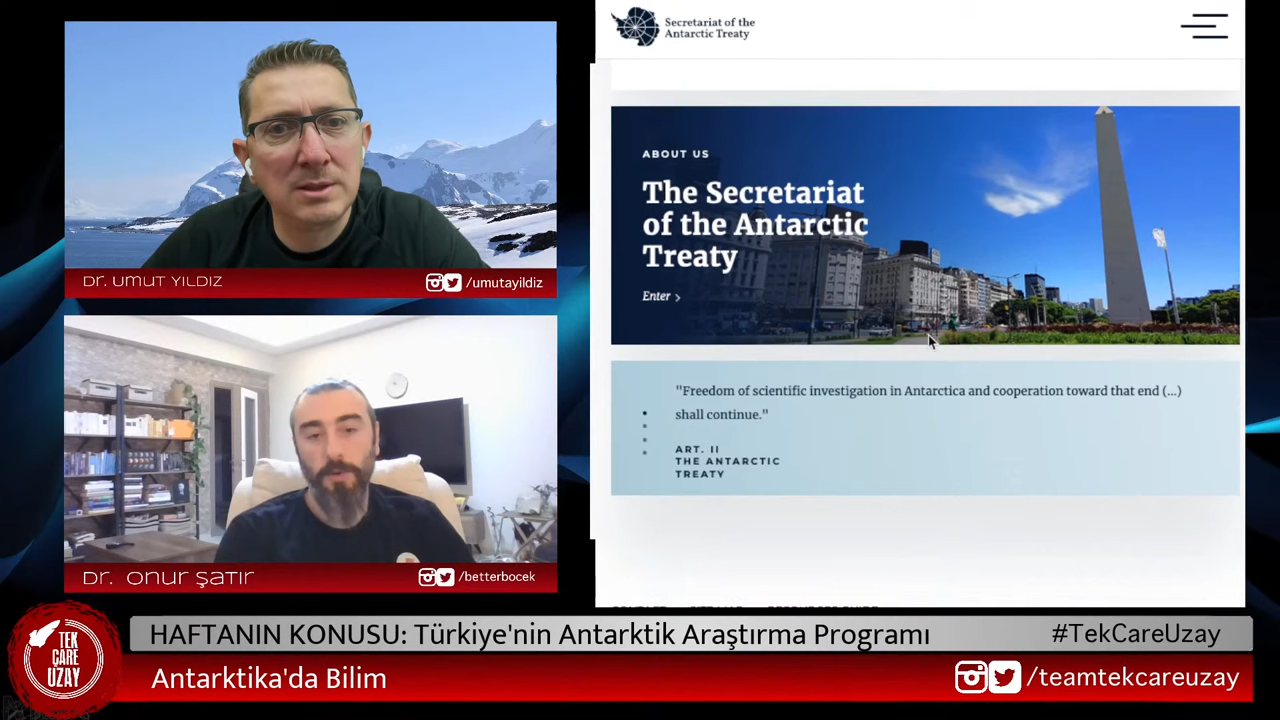 DR. UMUT YILDIZ
/umutayildiz
DR. ONUR ŞATIR
/betterbocek
Secretariat of the
Antarctic Treaty
ABOUT US
The Secretariat
of the Antarctic
Treaty
Enter
"Freedom of scientific investigation in Antarctica and cooperation toward that end (...)
shall continue."
ART. II
THE ANTARCTIC
TREATY
TEK
ÇARE
UZAY
HAFTANIN KONUSU: Türkiye'nin Antarktik Araştırma Programı
#TekCareUzay
Antarktika'da Bilim
/teamtekcareuzay